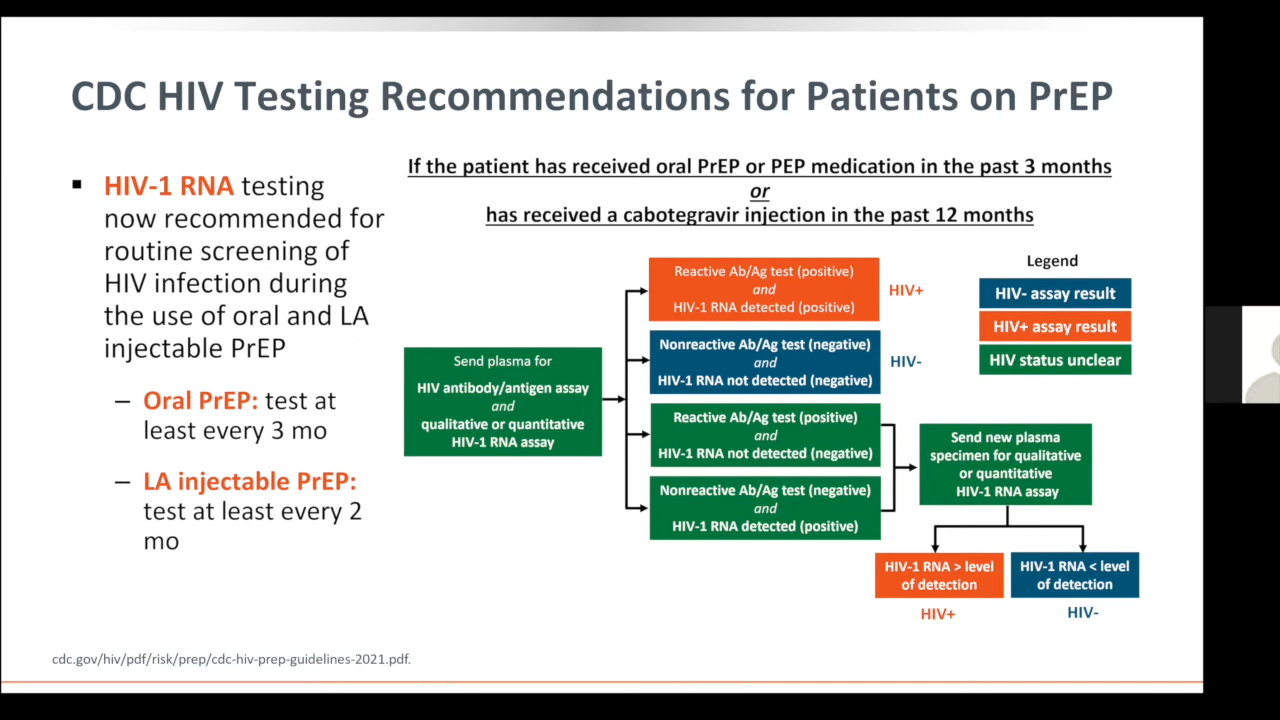 CDC HIV Testing Recommendations for Patients on PrEP
▪ HIV-1 RNA testing
now recommended for
routine screening of
HIV infection during
the use of oral and LA
injectable PrEP
– Oral PrEP: test at
least every 3 mo
– LA injectable PrEP:
test at least every 2
mo
If the patient has received oral PrEP or PEP medication in the past 3 months
or
has received a cabotegravir injection in the past 12 months
Send plasma for
HIV antibody/antigen assay
and
qualitative or quantitative
HIV-1 RNA assay
Reactive Ab/Ag test (positive)
and
HIV-1 RNA detected (positive)
HIV+
Nonreactive Ab/Ag test (negative)
and
HIV-1 RNA not detected (negative)
HIV-
Reactive Ab/Ag test (positive)
and
HIV-1 RNA not detected (negative)
Nonreactive Ab/Ag test (negative)
and
HIV-1 RNA detected (positive)
Legend
HIV- assay result
HIV+ assay result
HIV status unclear
Send new plasma
specimen for qualitative
or quantitative
HIV-1 RNA assay
HIV-1 RNA > level
of detection
HIV+
HIV-1 RNA < level
of detection
HIV-
cdc.gov/hiv/pdf/risk/prep/cdc-hiv-prep-guidelines-2021.pdf.